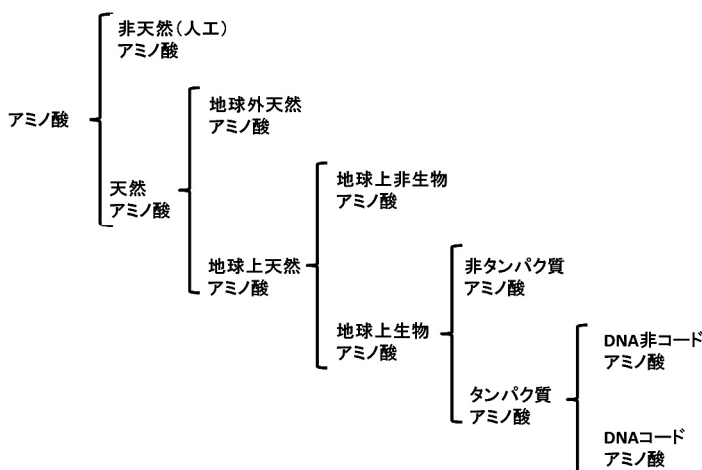 非天然(人工)
アミノ酸
アミノ酸
地球外天然
アミノ酸
天然
アミノ酸
地球上非生物
アミノ酸
地球上天然
アミノ酸
非タンパク質
アミノ酸
地球上生物
アミノ酸
DNA非コード
アミノ酸
タンパク質
アミノ酸
DNAコード
アミノ酸